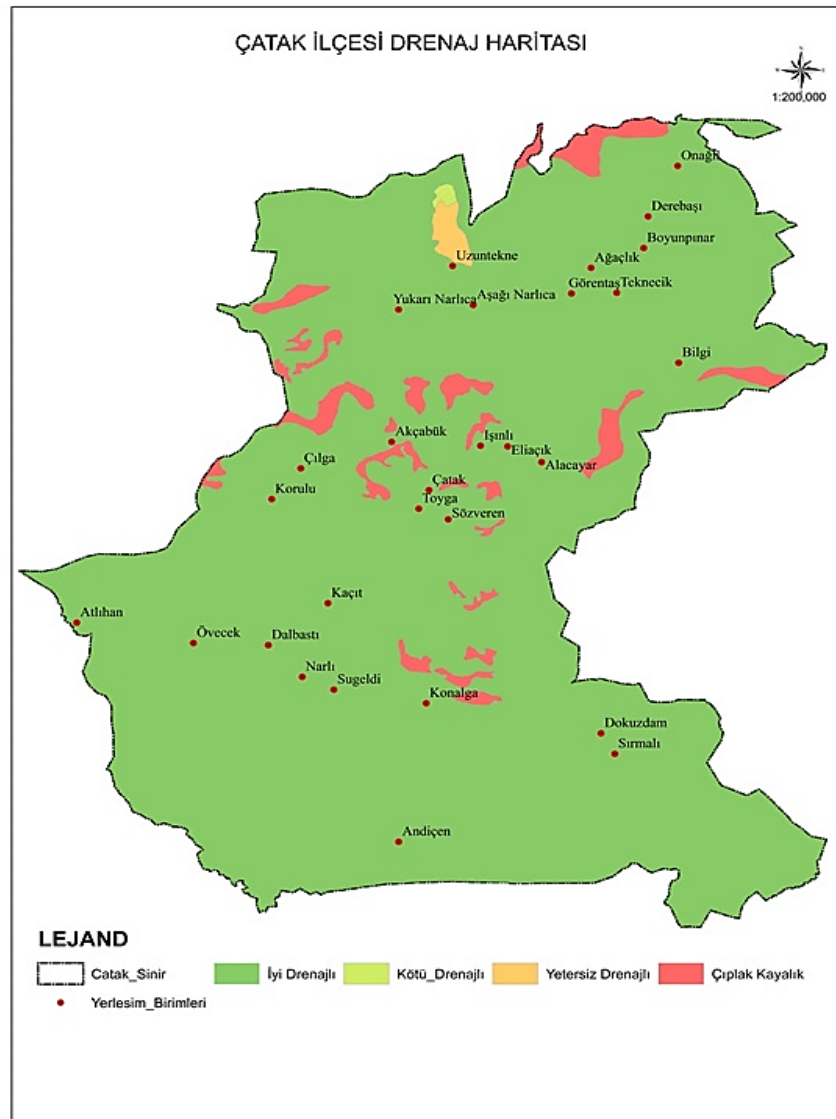 ÇATAK İLÇESİ DRENAJ HARİTASI
1:200,000
Onağıl
Derebaşı
Boyunpınar
Ağaçlık
Uzuntekne
Görentaş
Teknecik
Yukarı Narlıca
Aşağı Narlıca
Bilgi
Akçabük
Işınlı
Eliaçık
Alacayar
Çılga
Çatak
Korulu
Toyga
Sözveren
Kaçıt
Atlıhan
Övecek
Dalbastı
Narlı
Sugeldi
Konalga
Dokuzdam
Sırmalı
Andiçen
LEJAND
Catak_Sinir
İyi Drenajlı
Kötü_Drenajlı
Yetersiz Drenajlı
Çıplak Kayalık
Yerlesim_Birimleri